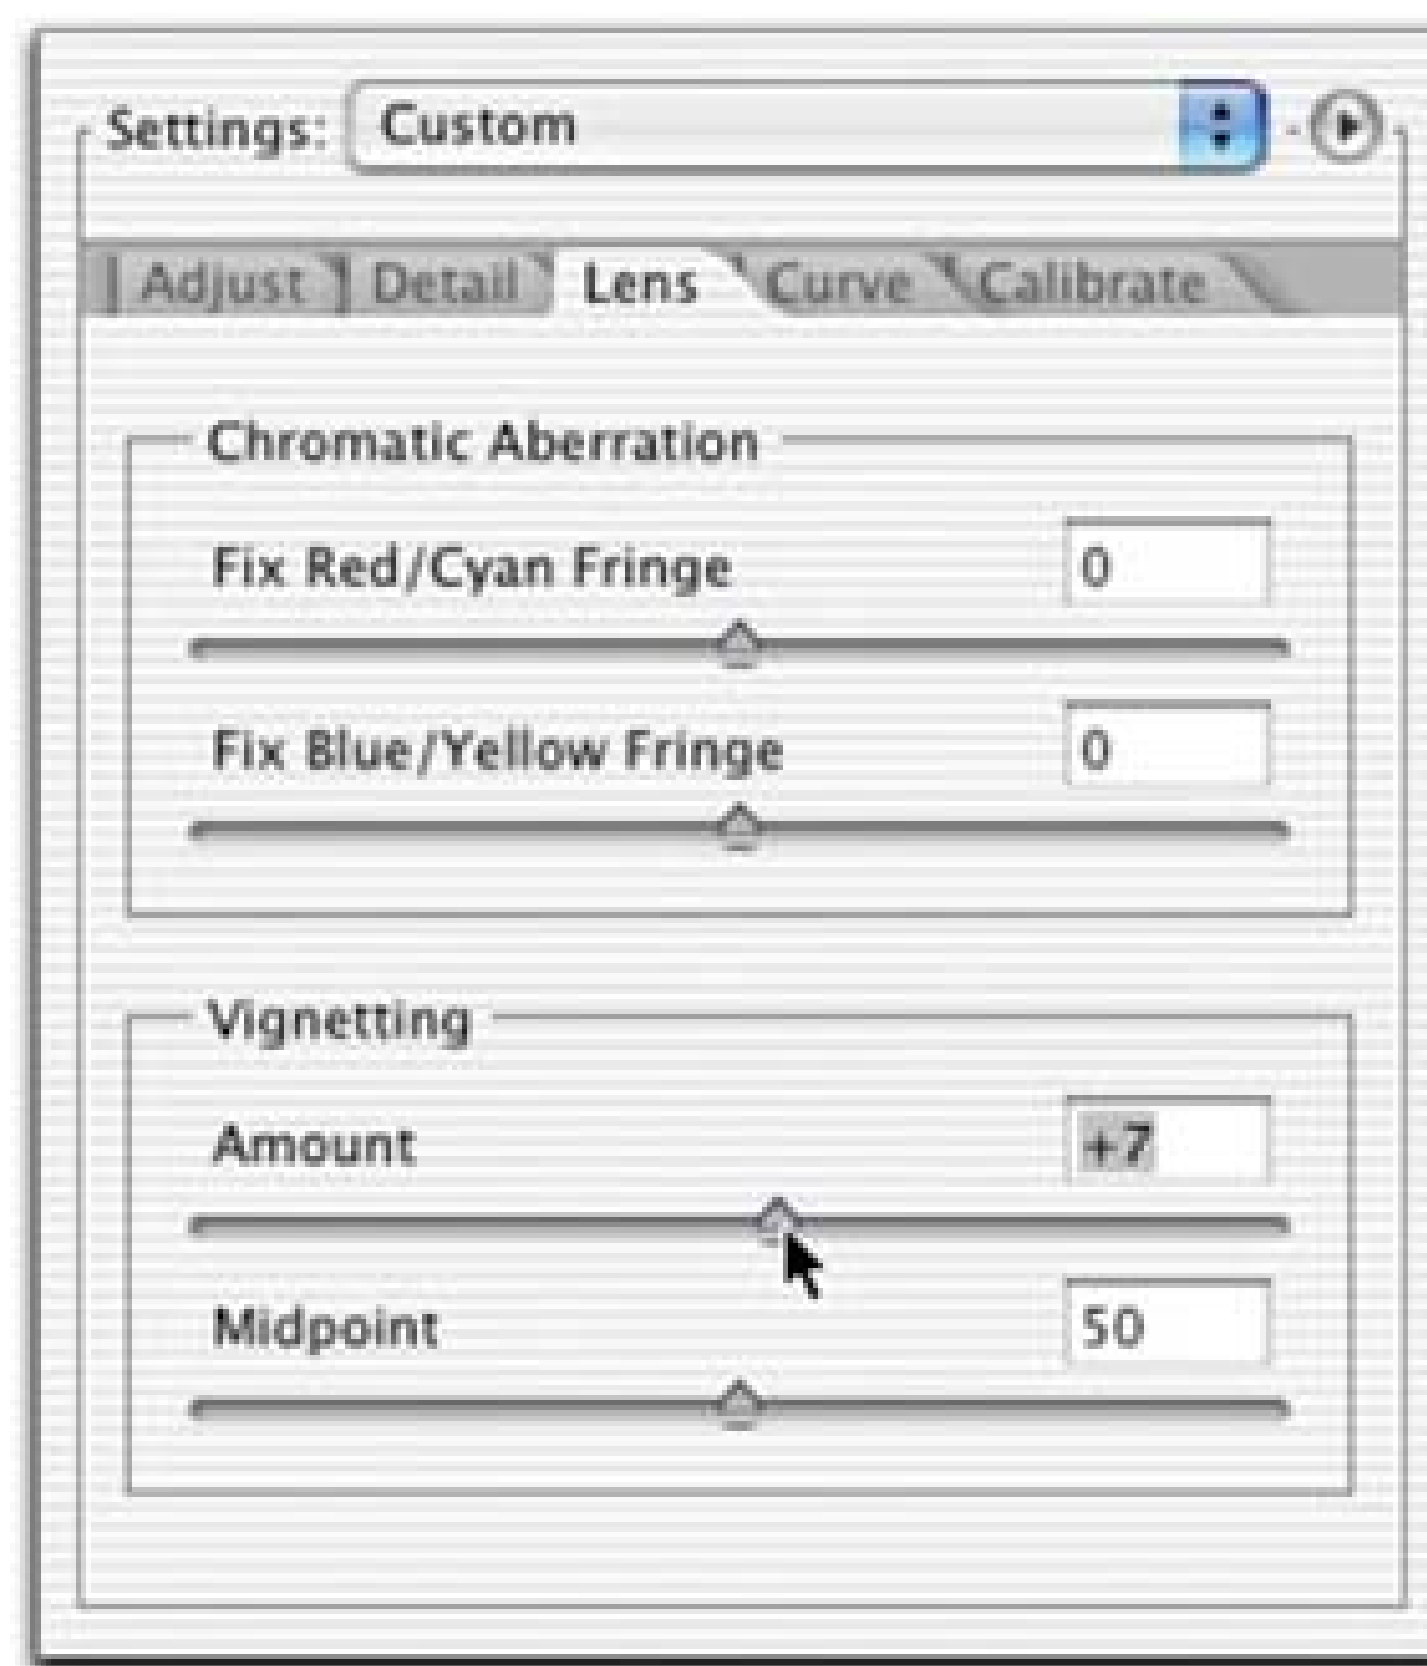 Settings: Custom
Adjust Detail Lens Curve Calibrate
Chromatic Aberration
Fix Red/Cyan Fringe 0
Fix Blue/Yellow Fringe 0
Vignetting
Amount +7
Midpoint 50